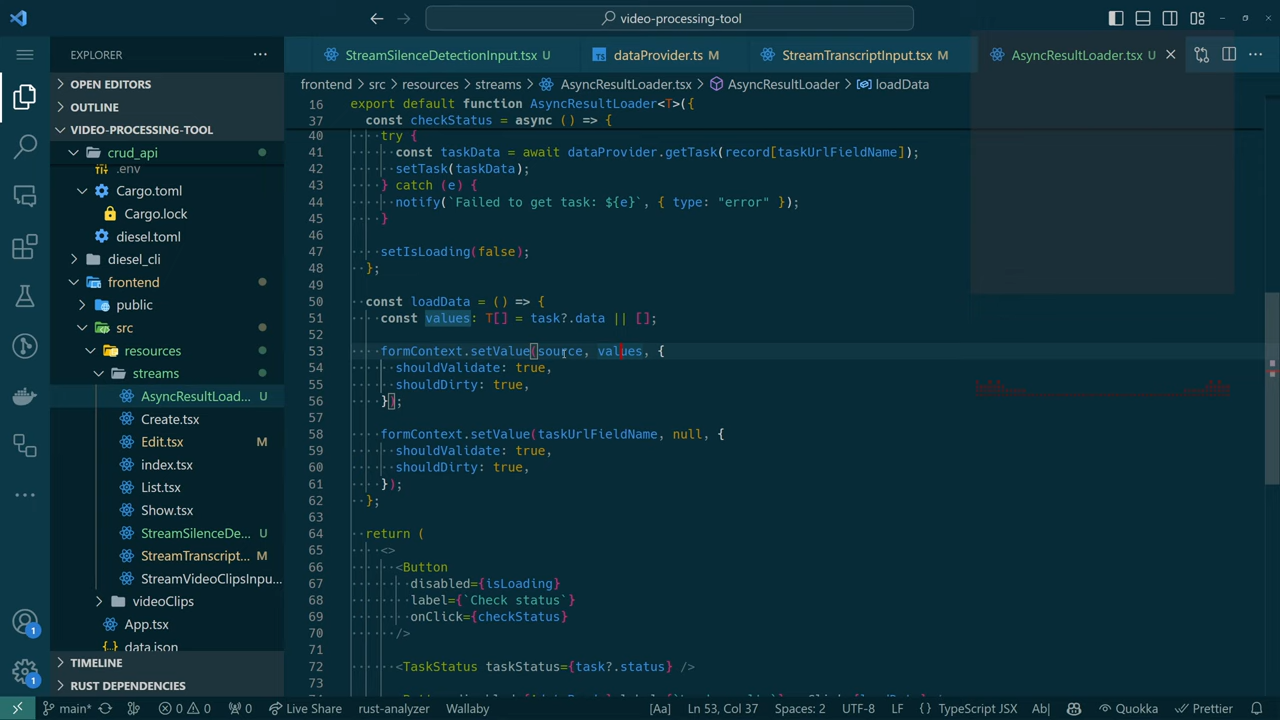 video-processing-tool
EXPLORER
StreamSilenceDetectionInput.tsx U
dataProvider.ts M
StreamTranscriptInput.tsx M
AsyncResultLoader.tsx U
OPEN EDITORS
OUTLINE
VIDEO-PROCESSING-TOOL
crud_api
.env
Cargo.toml
Cargo.lock
diesel.toml
diesel_cli
frontend
public
src
resources
streams
AsyncResultLoad... U
Create.tsx
Edit.tsx M
index.tsx
List.tsx
Show.tsx
StreamSilenceDe... U
StreamTranscript... M
StreamVideoClipsInpu...
videoClips
App.tsx
data.json
TIMELINE
RUST DEPENDENCIES
1
1
frontend > src > resources > streams > AsyncResultLoader.tsx > AsyncResultLoader > loadData
16 export default function AsyncResultLoader<T>({
37 const checkStatus = async () => {
40 try {
41 const taskData = await dataProvider.getTask(record[taskUrlFieldName]);
42 setTask(taskData);
43 } catch (e) {
44 notify(`Failed to get task: ${e}`, { type: "error" });
45 }
46
47 setIsLoading(false);
48 };
49
50 const loadData = () => {
51 const values: T[] = task?.data || [];
52
53 formContext.setValue(source, values, {
54 shouldValidate: true,
55 shouldDirty: true,
56 });
57
58 formContext.setValue(taskUrlFieldName, null, {
59 shouldValidate: true,
60 shouldDirty: true,
61 });
62 };
63
64 return (
65 <>
66 <Button
67 disabled={isLoading}
68 label={`Check status`}
69 onClick={checkStatus}
70 />
71
72 <TaskStatus taskStatus={task?.status} />
73
main* 0 0 0 Live Share rust-analyzer Wallaby [Aa] Ln 53, Col 37 Spaces: 2 UTF-8 LF {} TypeScript JSX Ab| Quokka Prettier